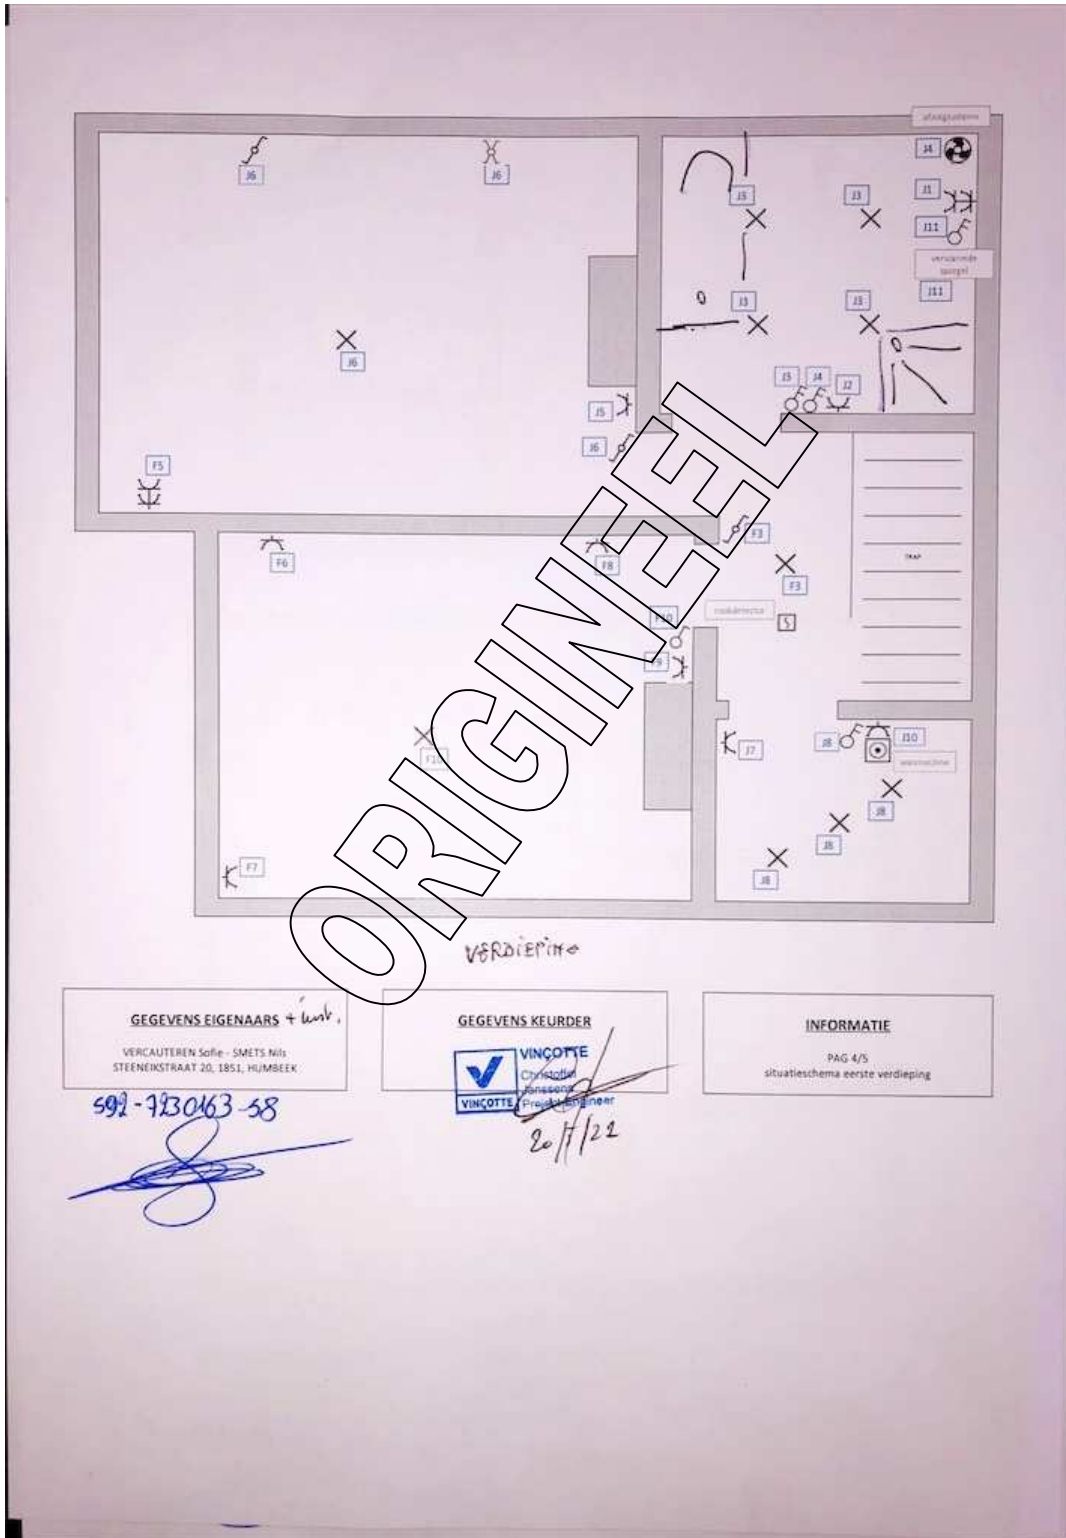 afzuigsysteem
J4
J6
J6
J3
J3
J1
J11
verwarmde
spiegel
J11
J3
J3
J6
J3
J4
J2
J5
J6
F5
F3
F6
F8
TRAP
F3
F10
rookdetector
F9
F10
J7
J8
J10
wasmachine
J8
J8
J8
F7
ORIGINEEL
VERDIEPING
GEGEVENS EIGENAARS + inst.
VERCAUTEREN Sofie - SMETS Nils
STEENEIKSTRAAT 20, 1851, HUMBEEK
592-7230163-58
GEGEVENS KEURDER
VINÇOTTE
Christoffel
Janssens
Project Engineer
VINÇOTTE
20/7/22
INFORMATIE
PAG 4/5
situatieschema eerste verdieping